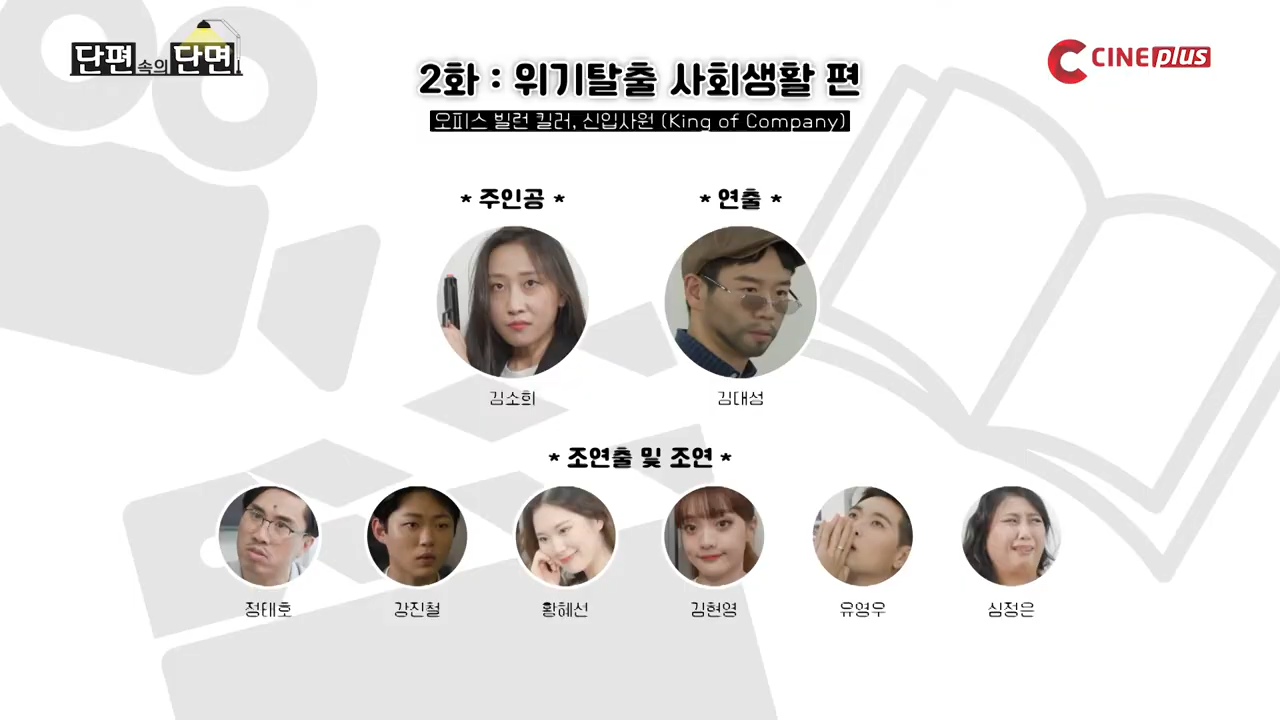 단편 속의 단면
CINE plus
2화 : 위기탈출 사회생활 편
오피스 빌런 킬러, 신입사원 (King of Company)
* 주인공 *
* 연출 *
김소희
김대성
* 조연출 및 조연 *
정태호
강진철
황혜선
김현영
유영우
심정은